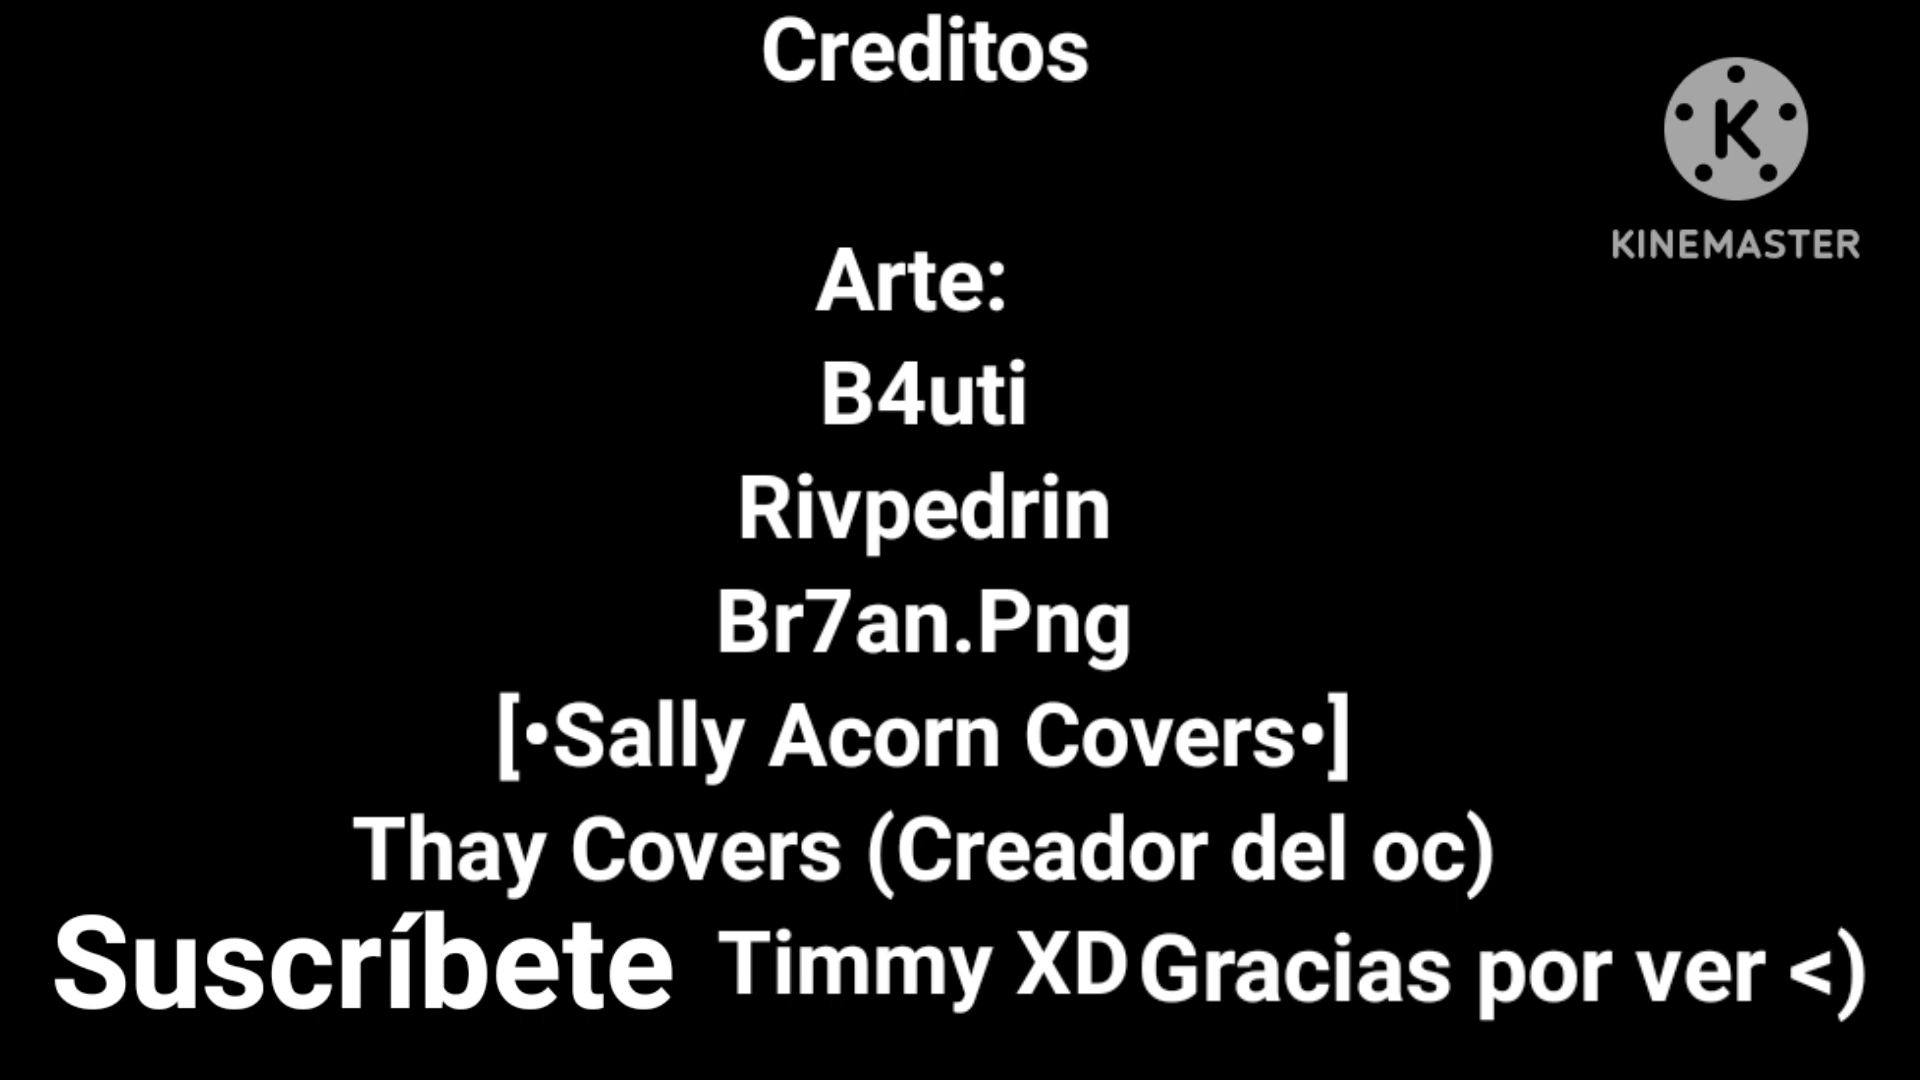 Creditos
K
KINEMASTER
Arte:
B4uti
Rivpedrin
Br7an.Png
[•Sally Acorn Covers•]
Thay Covers (Creador del oc)
Suscríbete Timmy XD Gracias por ver <)